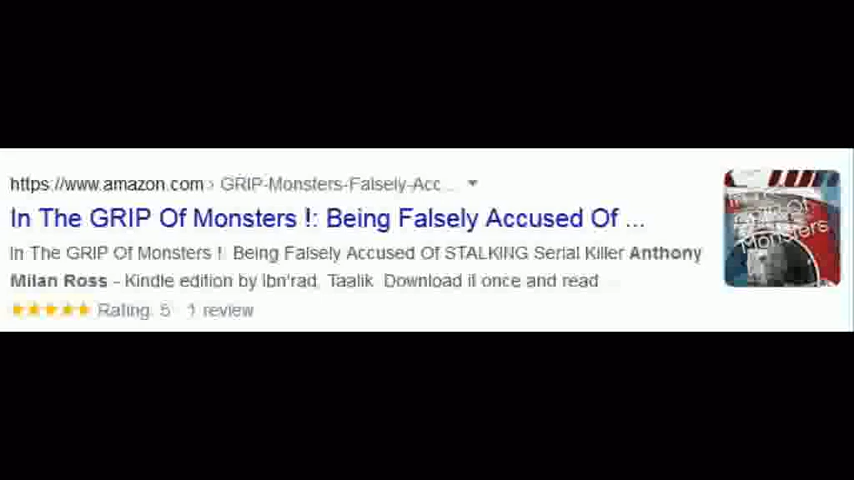 https://www.amazon.com › GRIP-Monsters-Falsely-Acc...
In The GRIP Of Monsters !: Being Falsely Accused Of ...
In The GRIP Of Monsters !: Being Falsely Accused Of STALKING Serial Killer Anthony
Milan Ross - Kindle edition by Ibn'rad, Taalik. Download it once and read ...
Rating: 5 · 1 review
Of
Monsters